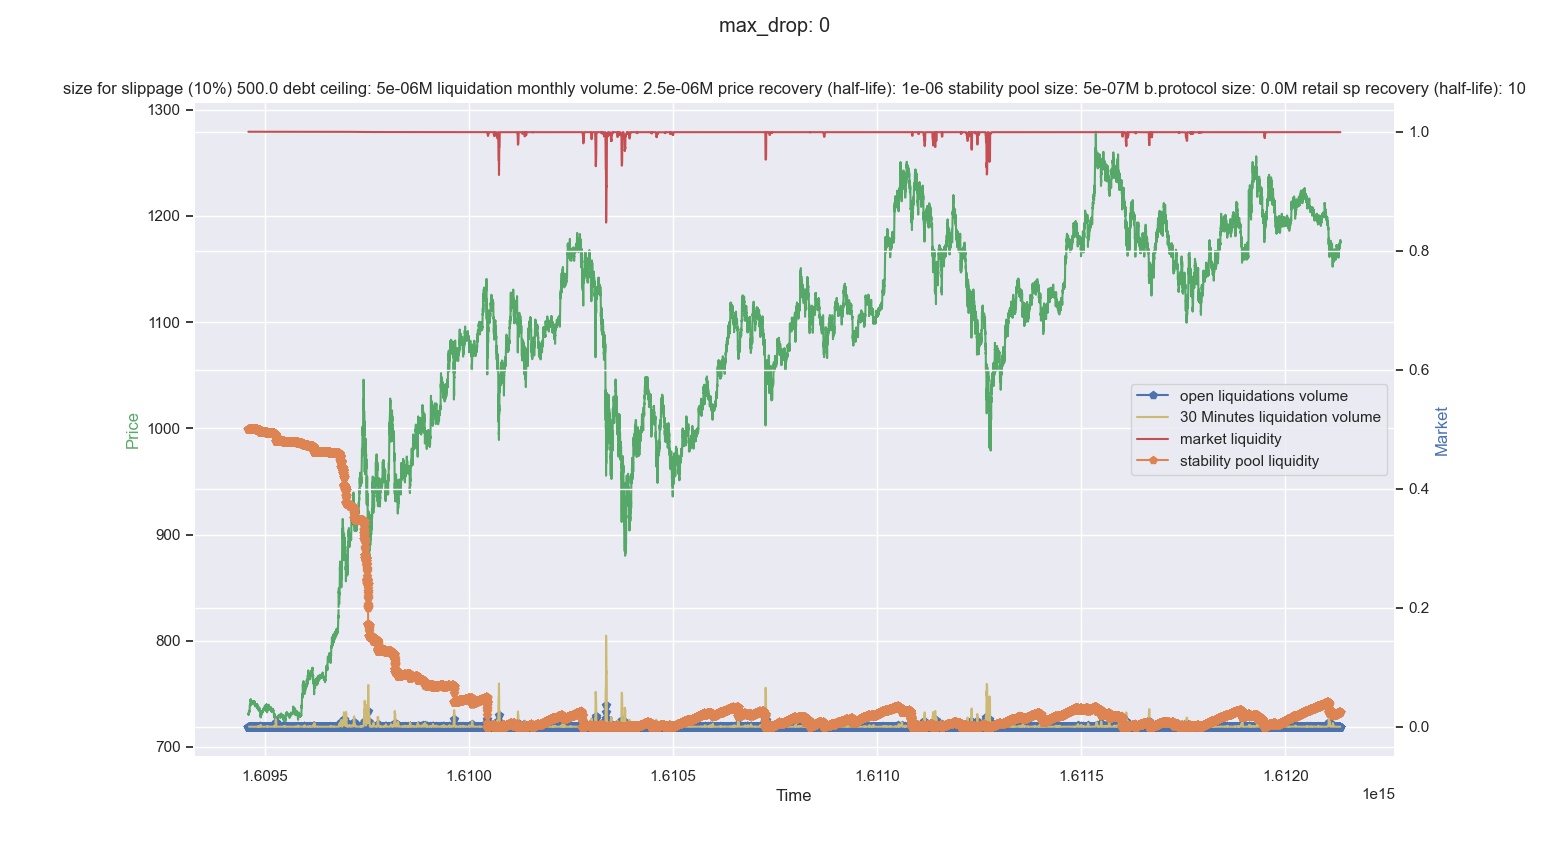 max_drop: 0
size for slippage (10%) 500.0 debt ceiling: 5e-06M liquidation monthly volume: 2.5e-06M price recovery (half-life): 1e-06 stability pool size: 5e-07M b.protocol size: 0.0M retail sp recovery (half-life): 10
1300
1200
1100
1000
900
800
700
Price
1.0
0.8
0.6
0.4
0.2
0.0
Market
open liquidations volume
30 Minutes liquidation volume
market liquidity
stability pool liquidity
1.6095 1.6100 1.6105 1.6110 1.6115 1.6120
Time
1e15